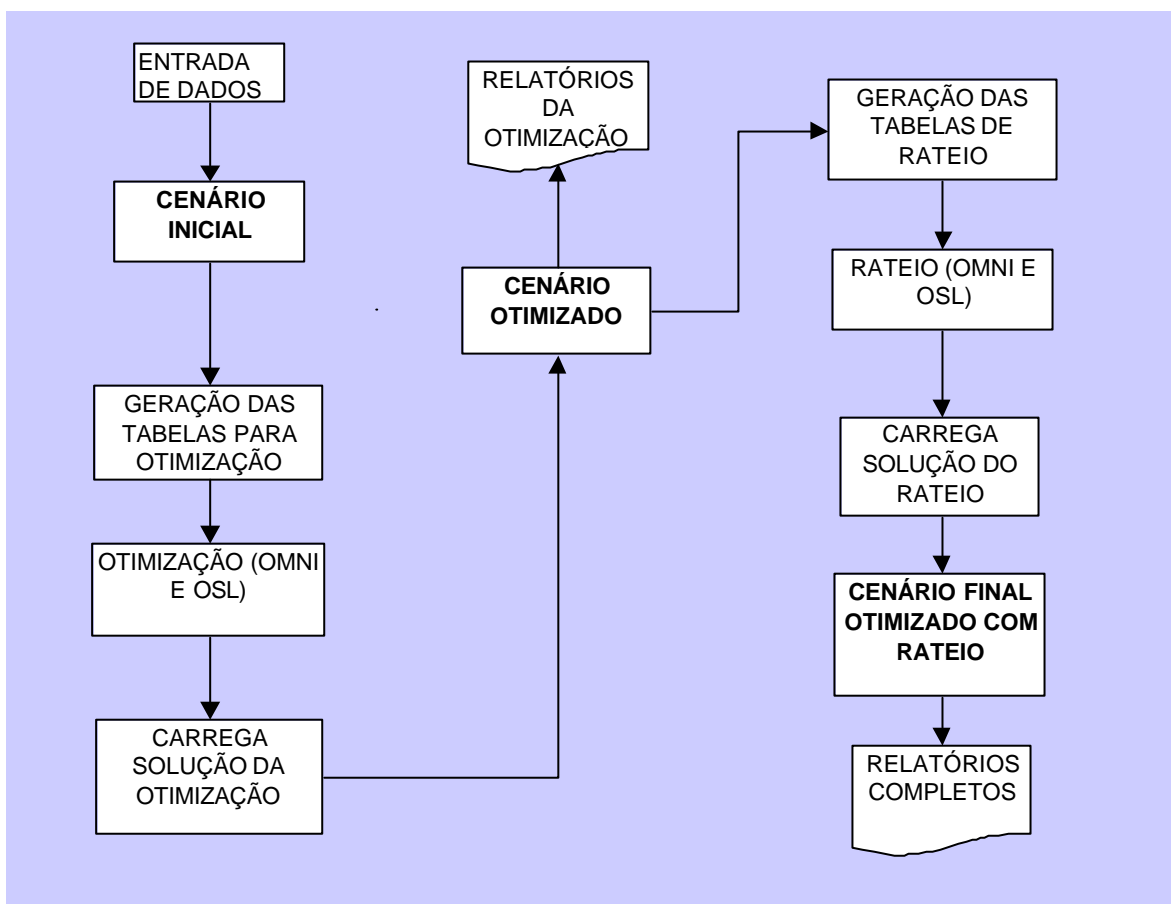 ENTRADA
DE DADOS
CENÁRIO
INICIAL
GERAÇÃO DAS
TABELAS PARA
OTIMIZAÇÃO
OTIMIZAÇÃO (OMNI
E OSL)
CARREGA
SOLUÇÃO DA
OTIMIZAÇÃO
RELATÓRIOS
DA
OTIMIZAÇÃO
CENÁRIO
OTIMIZADO
GERAÇÃO DAS
TABELAS DE
RATEIO
RATEIO (OMNI E
OSL)
CARREGA
SOLUÇÃO DO
RATEIO
CENÁRIO FINAL
OTIMIZADO COM
RATEIO
RELATÓRIOS
COMPLETOS